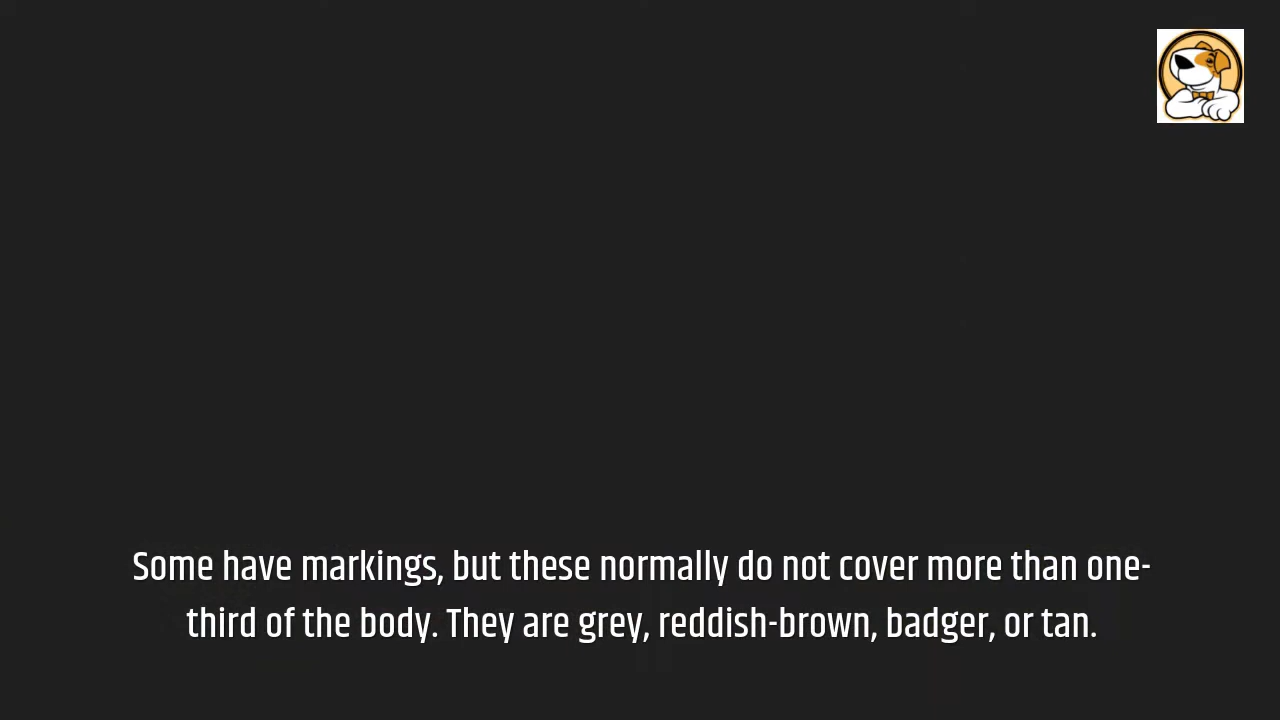 Some have markings, but these normally do not cover more than one-
third of the body. They are grey, reddish-brown, badger, or tan.